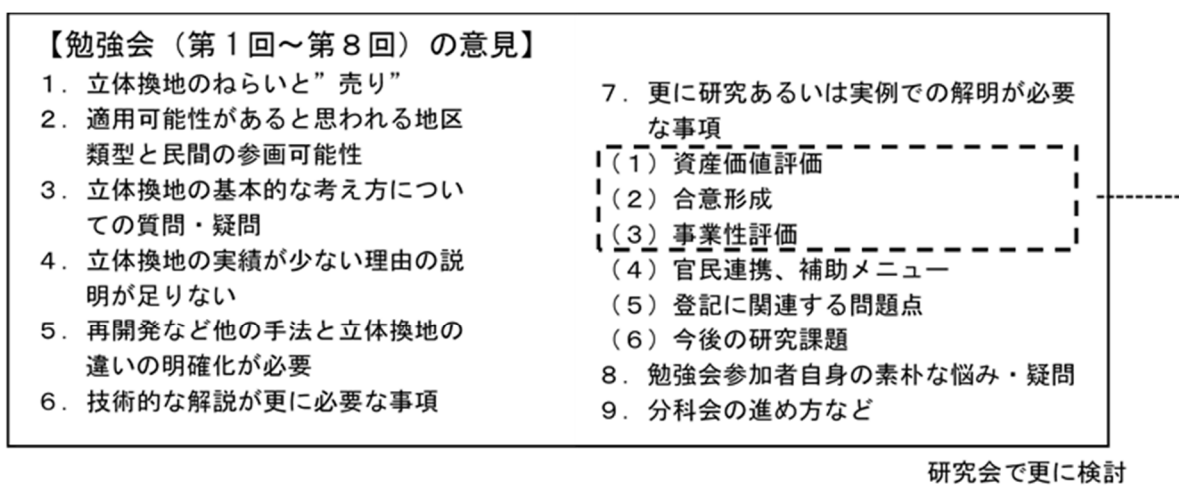 【勉強会（第１回～第８回）の意見】
１．立体換地のねらいと”売り”
２．適用可能性があると思われる地区
類型と民間の参画可能性
３．立体換地の基本的な考え方につい
ての質問・疑問
４．立体換地の実績が少ない理由の説
明が足りない
５．再開発など他の手法と立体換地の
違いの明確化が必要
６．技術的な解説が更に必要な事項
７．更に研究あるいは実例での解明が必要
な事項
（１）資産価値評価
（２）合意形成
（３）事業性評価
（４）官民連携、補助メニュー
（５）登記に関連する問題点
（６）今後の研究課題
８．勉強会参加者自身の素朴な悩み・疑問
９．分科会の進め方など
研究会で更に検討